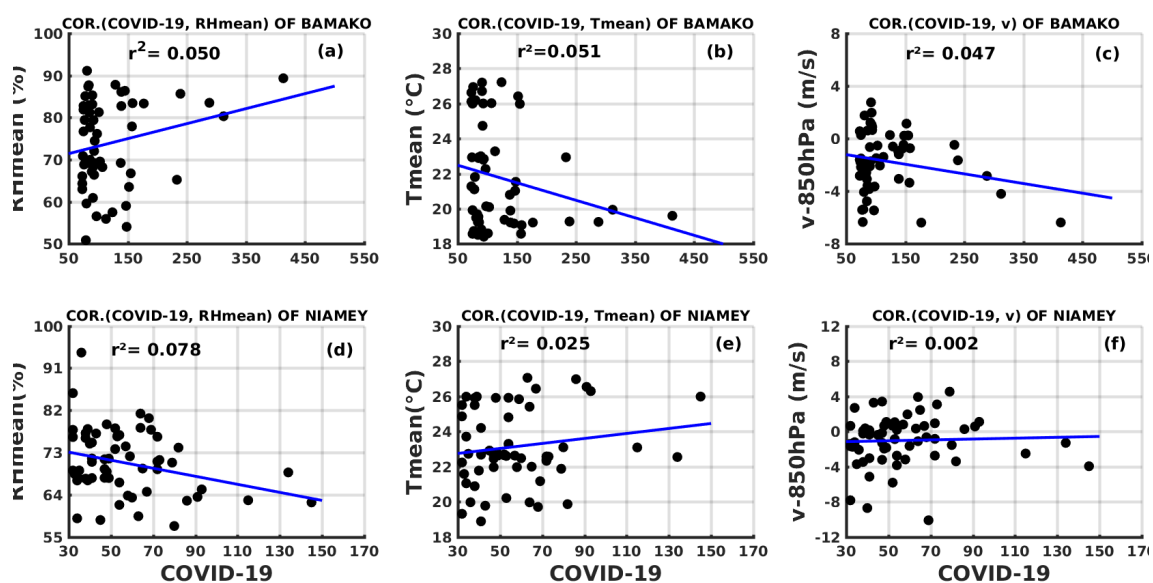 COR.(COVID-19, RHmean) OF BAMAKO
RHmean (%)
100
90
80
70
60
50
r²= 0.050
(a)
50
150
250
350
450
550
COR.(COVID-19, Tmean) OF BAMAKO
Tmean (°C)
30
28
26
24
22
20
18
r²=0.051
(b)
50
150
250
350
450
550
COR.(COVID-19, v) OF BAMAKO
v-850hPa (m/s)
8
4
0
-4
-8
r²= 0.047
(c)
50
150
250
350
450
550
COR.(COVID-19, RHmean) OF NIAMEY
RHmean(%)
100
91
82
73
64
55
r²= 0.078
(d)
30
50
70
90
110
130
150
170
COVID-19
COR.(COVID-19, Tmean) OF NIAMEY
Tmean(°C)
30
28
26
24
22
20
18
r²= 0.025
(e)
30
50
70
90
110
130
150
170
COVID-19
COR.(COVID-19, v) OF NIAMEY
v-850hPa (m/s)
12
8
4
0
-4
-8
-12
r²= 0.002
(f)
30
50
70
90
110
130
150
170
COVID-19